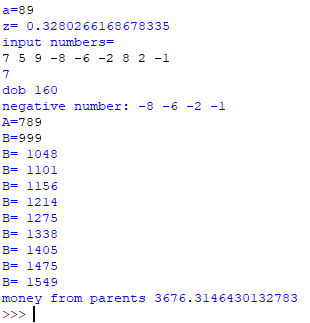 a=89
z= 0.3280266168678335
input numbers=
7 5 9 -8 -6 -2 8 2 -1
7
dob 160
negative number: -8 -6 -2 -1
A=789
B=999
B= 1048
B= 1101
B= 1156
B= 1214
B= 1275
B= 1338
B= 1405
B= 1475
B= 1549
money from parents 3676.3146430132783
>>>